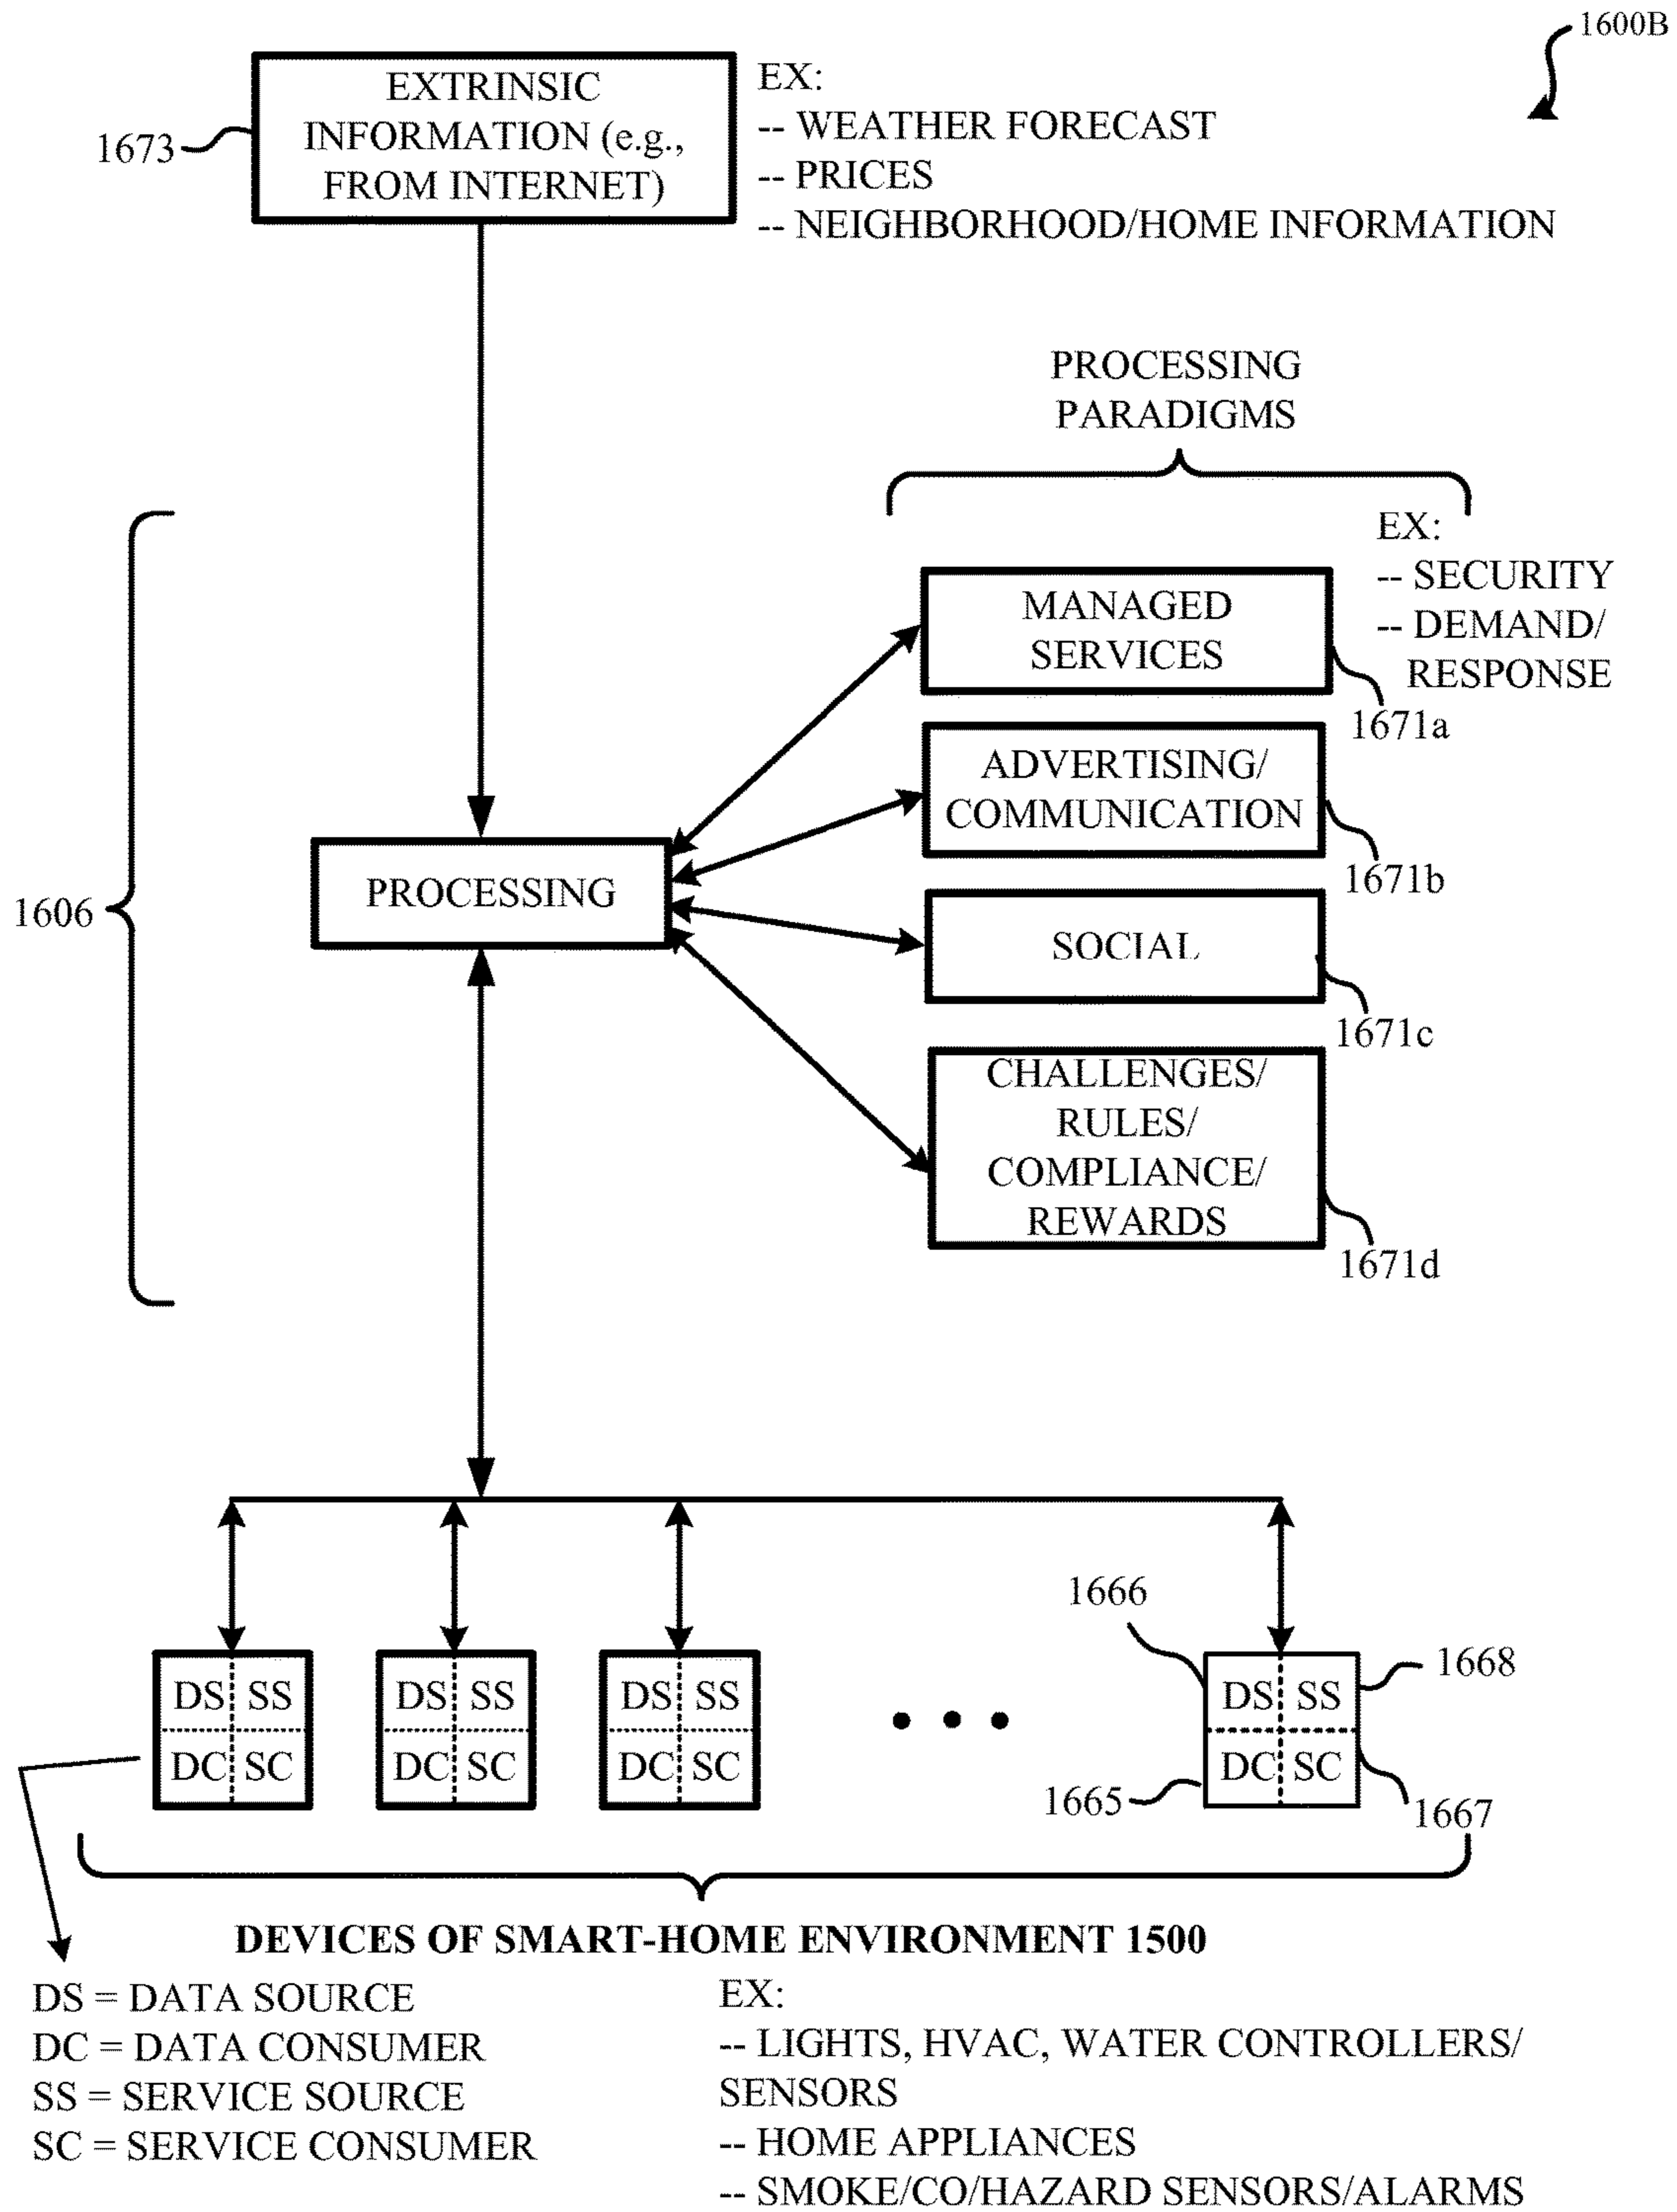 1600B
EXTRINSIC
INFORMATION (e.g.,
FROM INTERNET)
1673
EX:
-- WEATHER FORECAST
-- PRICES
-- NEIGHBORHOOD/HOME INFORMATION
PROCESSING
PARADIGMS
EX:
-- SECURITY
-- DEMAND/
RESPONSE
MANAGED
SERVICES
1671a
ADVERTISING/
COMMUNICATION
1671b
1606
PROCESSING
SOCIAL
1671c
CHALLENGES/
RULES/
COMPLIANCE/
REWARDS
1671d
1666
1668
DS SS
DC SC
DS SS
DC SC
DS SS
DC SC
DS SS
DC SC
1665
1667
DEVICES OF SMART-HOME ENVIRONMENT 1500
DS = DATA SOURCE
DC = DATA CONSUMER
SS = SERVICE SOURCE
SC = SERVICE CONSUMER
EX:
-- LIGHTS, HVAC, WATER CONTROLLERS/
SENSORS
-- HOME APPLIANCES
-- SMOKE/CO/HAZARD SENSORS/ALARMS